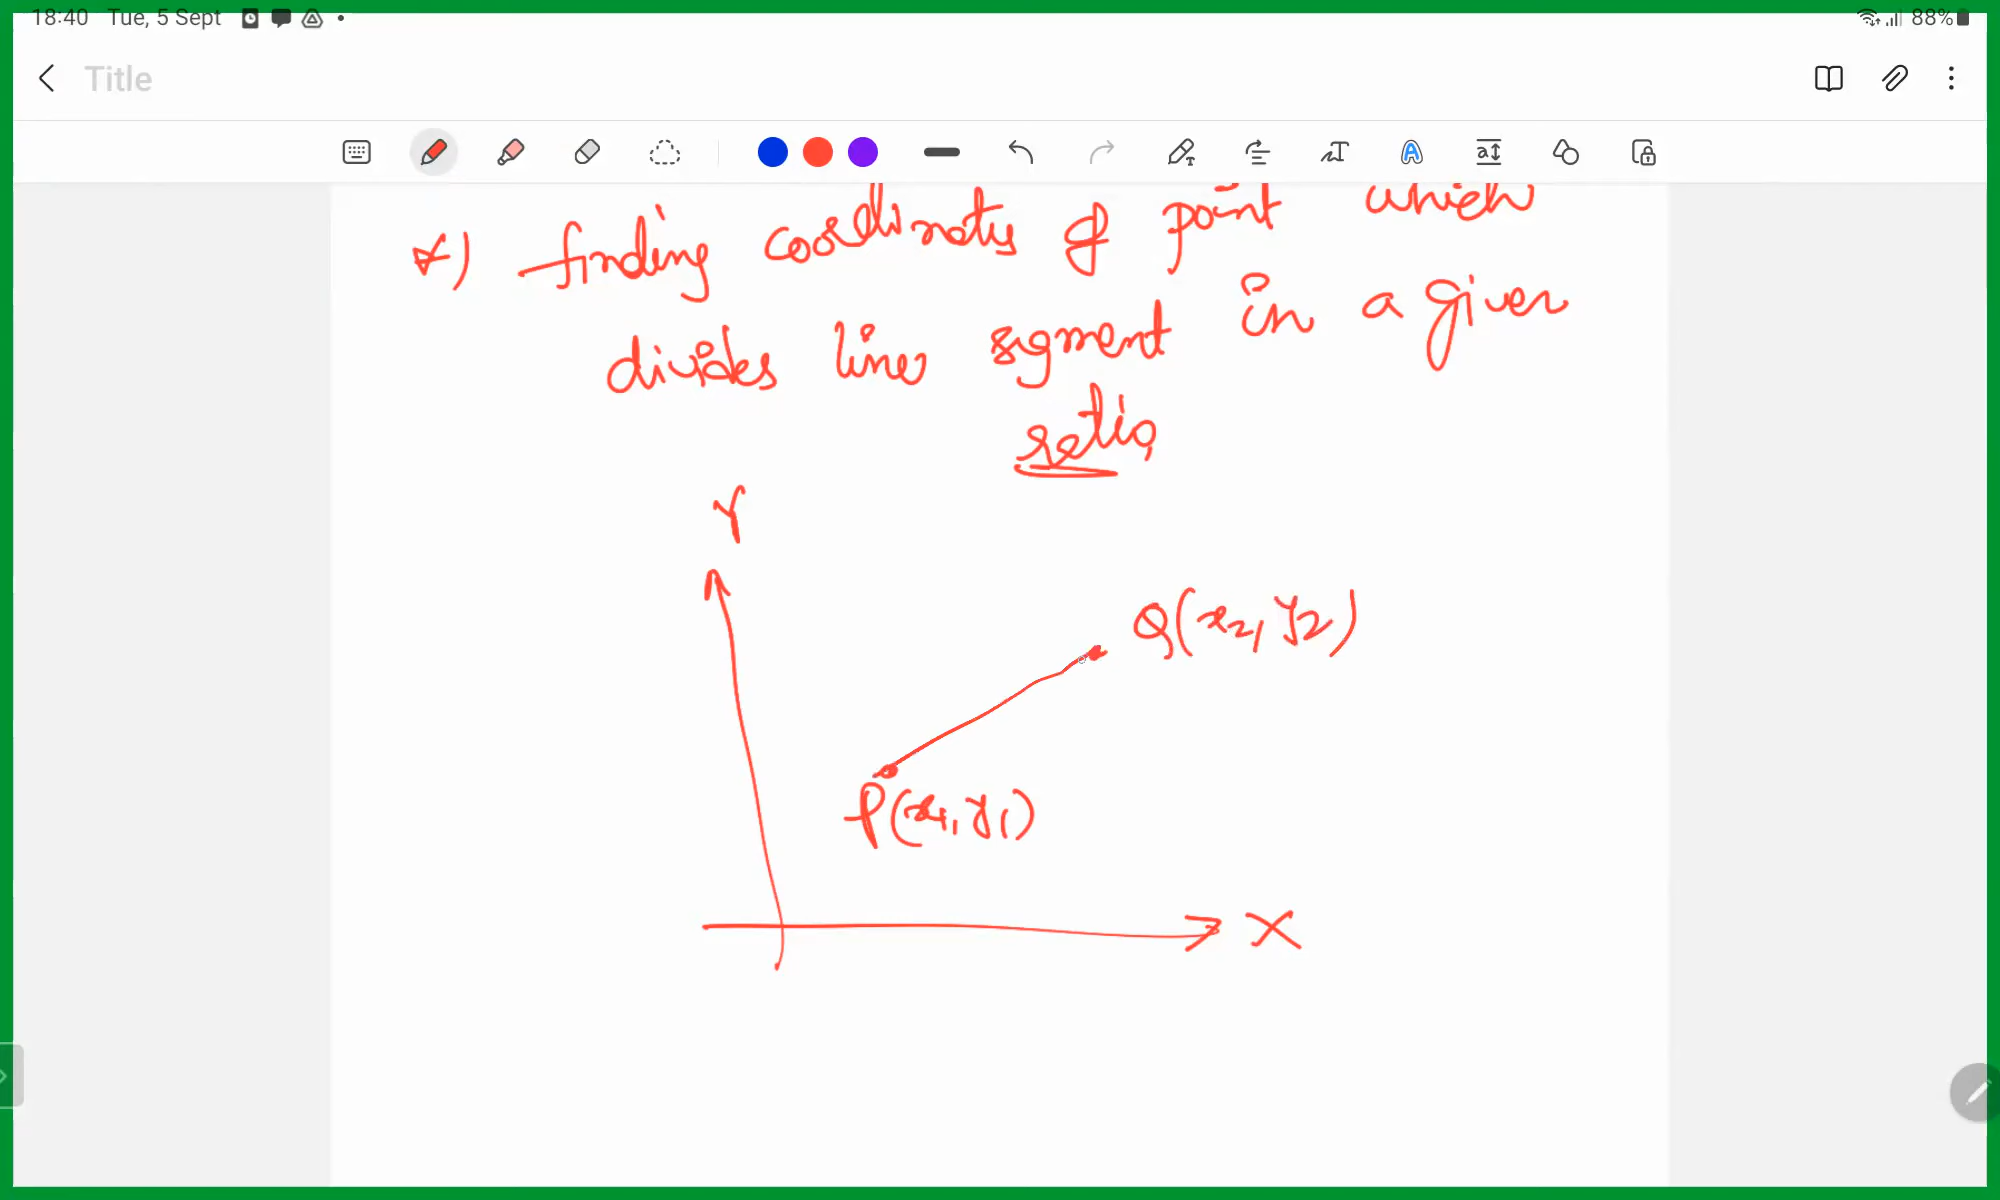 18:40 Tue, 5 Sept 88%
Title
*) finding coordinates of point which
divides line segment in a given
ratio
Y
Q(x2, y2)
P(x1, y1)
X